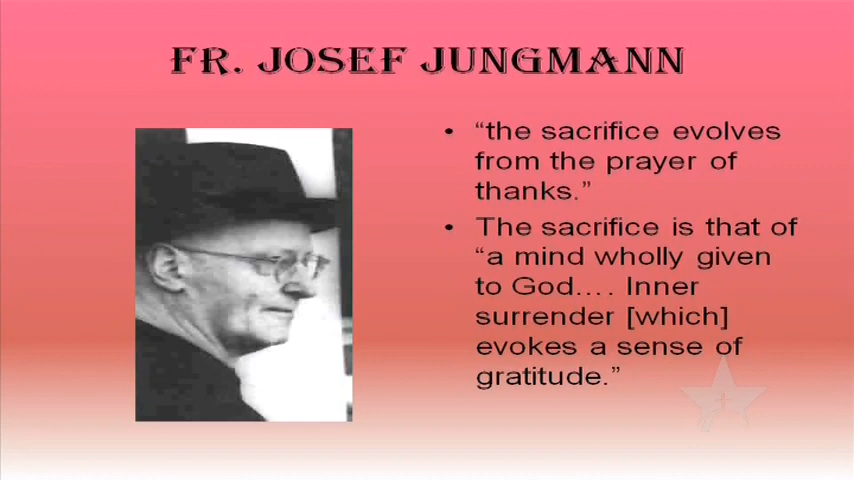 FR. JOSEF JUNGMANN
• “the sacrifice evolves
from the prayer of
thanks.”
• The sacrifice is that of
“a mind wholly given
to God…. Inner
surrender [which]
evokes a sense of
gratitude.”